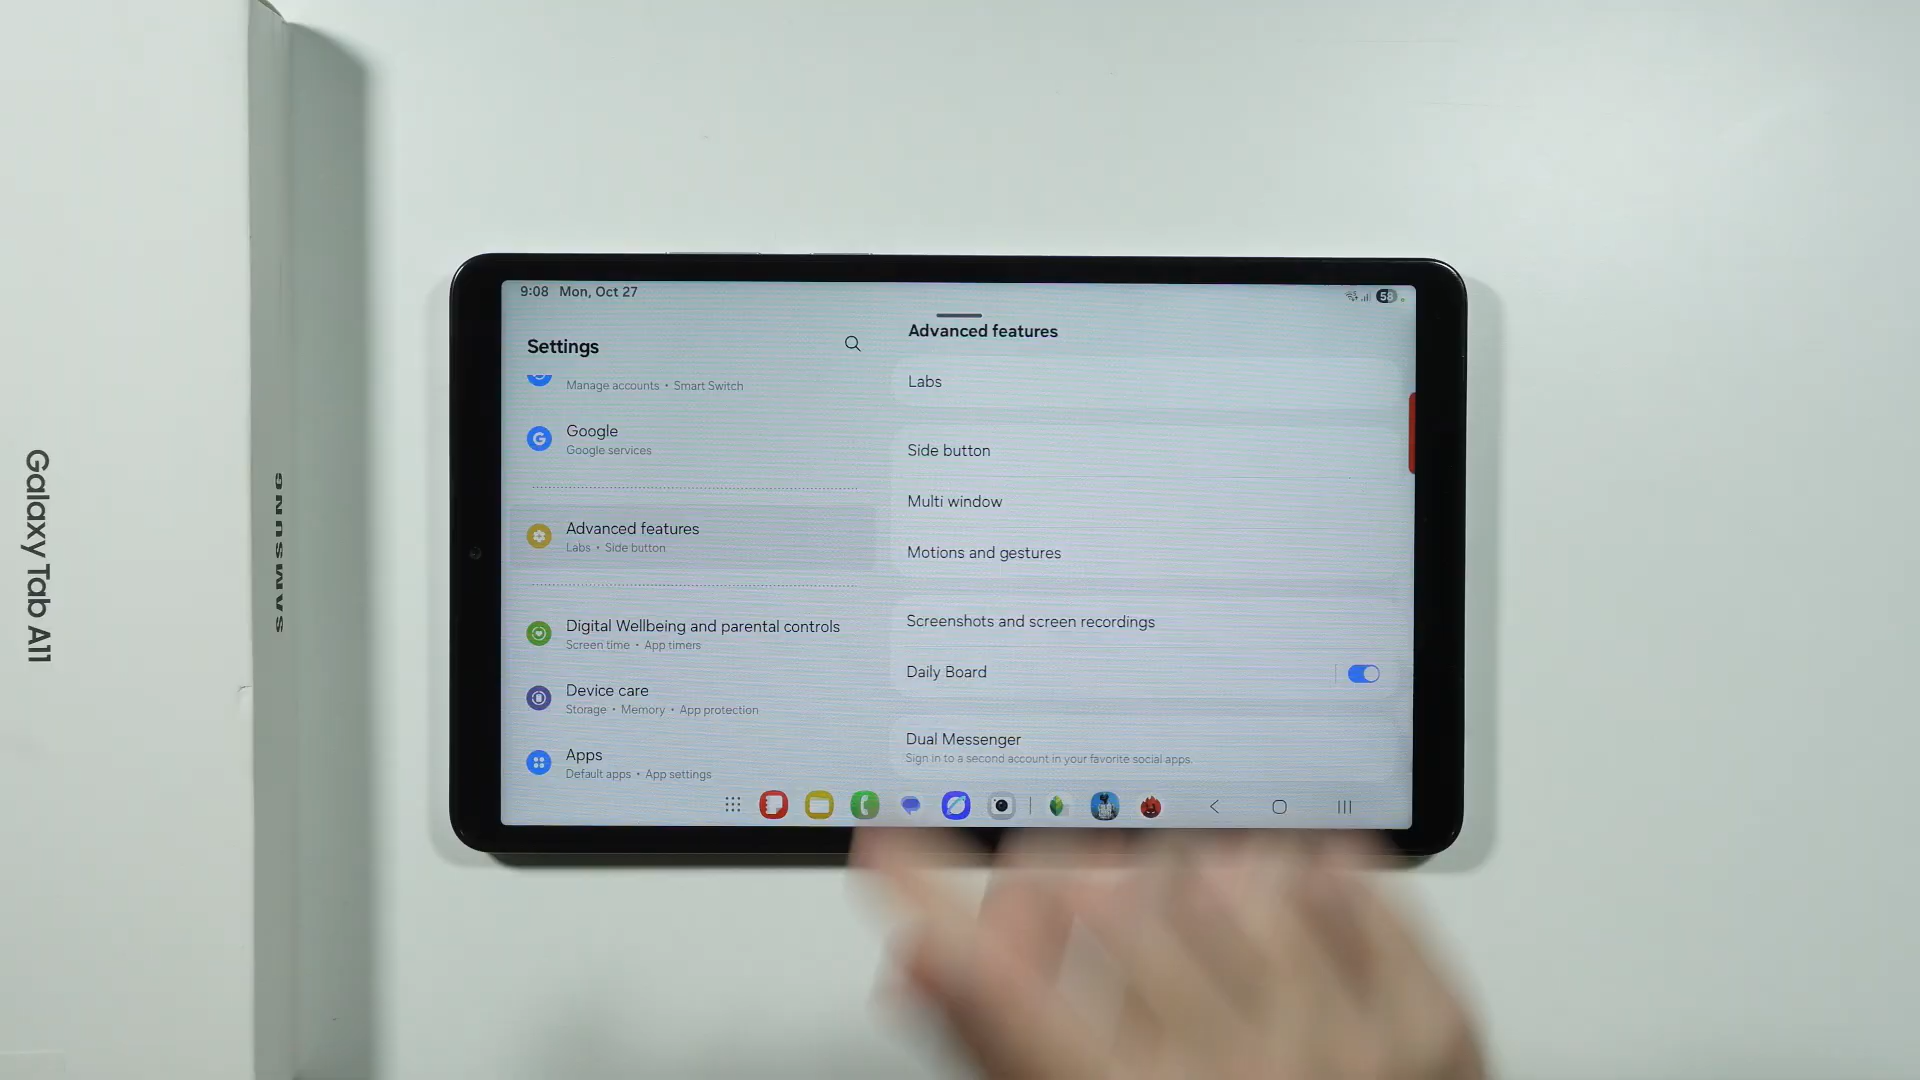 Galaxy Tab A11
SAMSUNG
9:08 Mon, Oct 27
58
Settings
Manage accounts • Smart Switch
Google
Google services
Advanced features
Labs • Side button
Digital Wellbeing and parental controls
Screen time • App timers
Device care
Storage • Memory • App protection
Apps
Default apps • App settings
Advanced features
Labs
Side button
Multi window
Motions and gestures
Screenshots and screen recordings
Daily Board
Dual Messenger
Sign in to a second account in your favorite social apps.